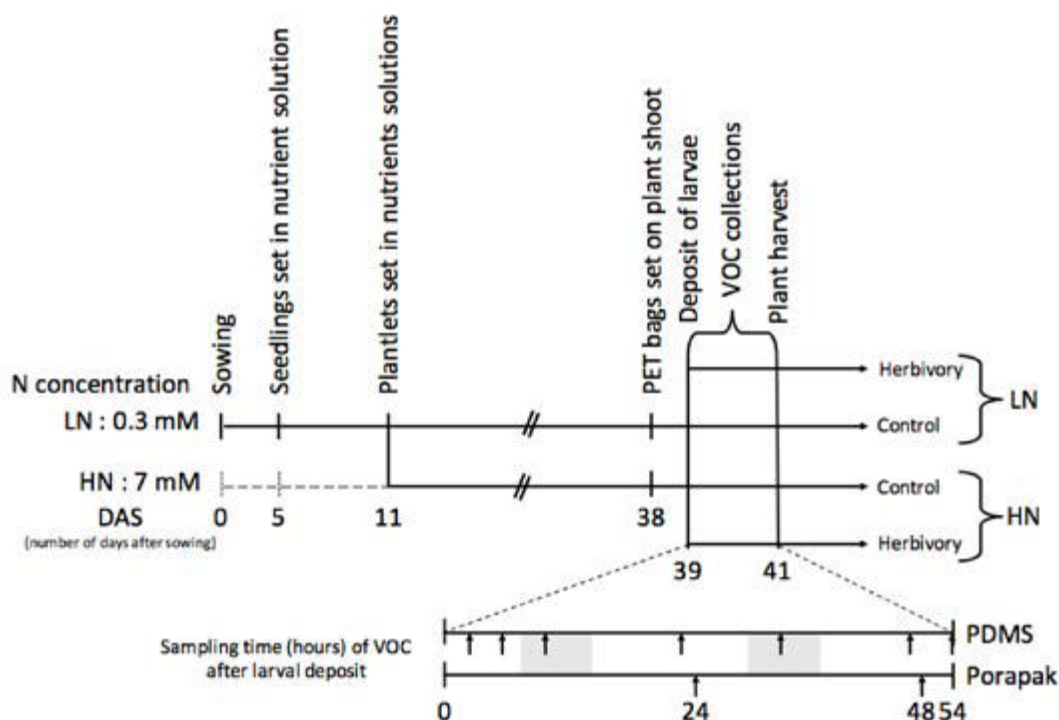 Sowing
Seedlings set in nutrient solution
Plantlets set in nutrients solutions
PET bags set on plant shoot
Deposit of larvae
VOC collections
Plant harvest
N concentration
LN : 0.3 mM
HN : 7 mM
DAS
(number of days after sowing)
0 5 11 38
39 41
Herbivory
Control
LN
Control
Herbivory
HN
Sampling time (hours) of VOC
after larval deposit
PDMS
Porapak
0 24 48 54